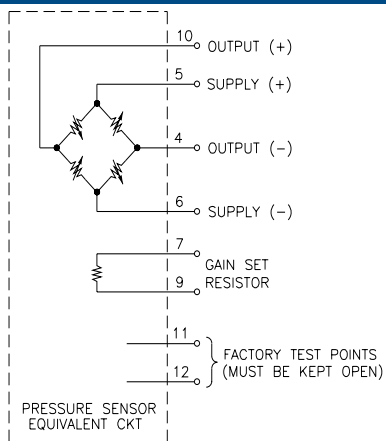 10 OUTPUT (+)
5 SUPPLY (+)
4 OUTPUT (−)
6 SUPPLY (−)
7
GAIN SET
RESISTOR
9
11
FACTORY TEST POINTS
(MUST BE KEPT OPEN)
12
PRESSURE SENSOR
EQUIVALENT CKT